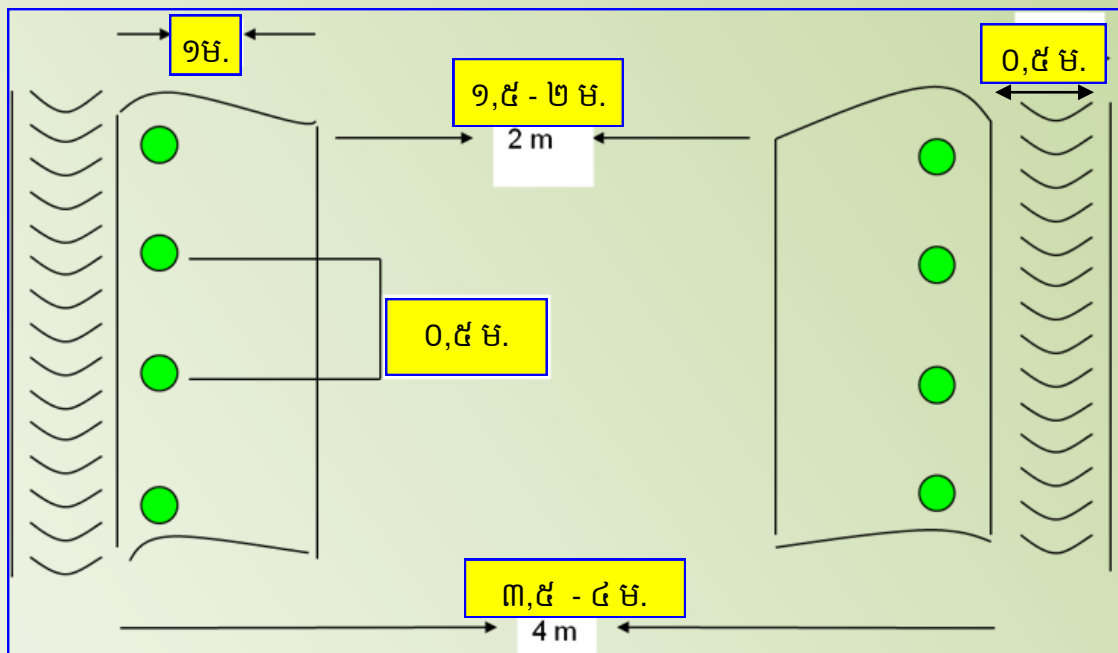 ១ម.
០,៥ ម.
១,៥ - ២ ម.
2 m
០,៥ ម.
៣,៥ - ៤ ម.
4 m